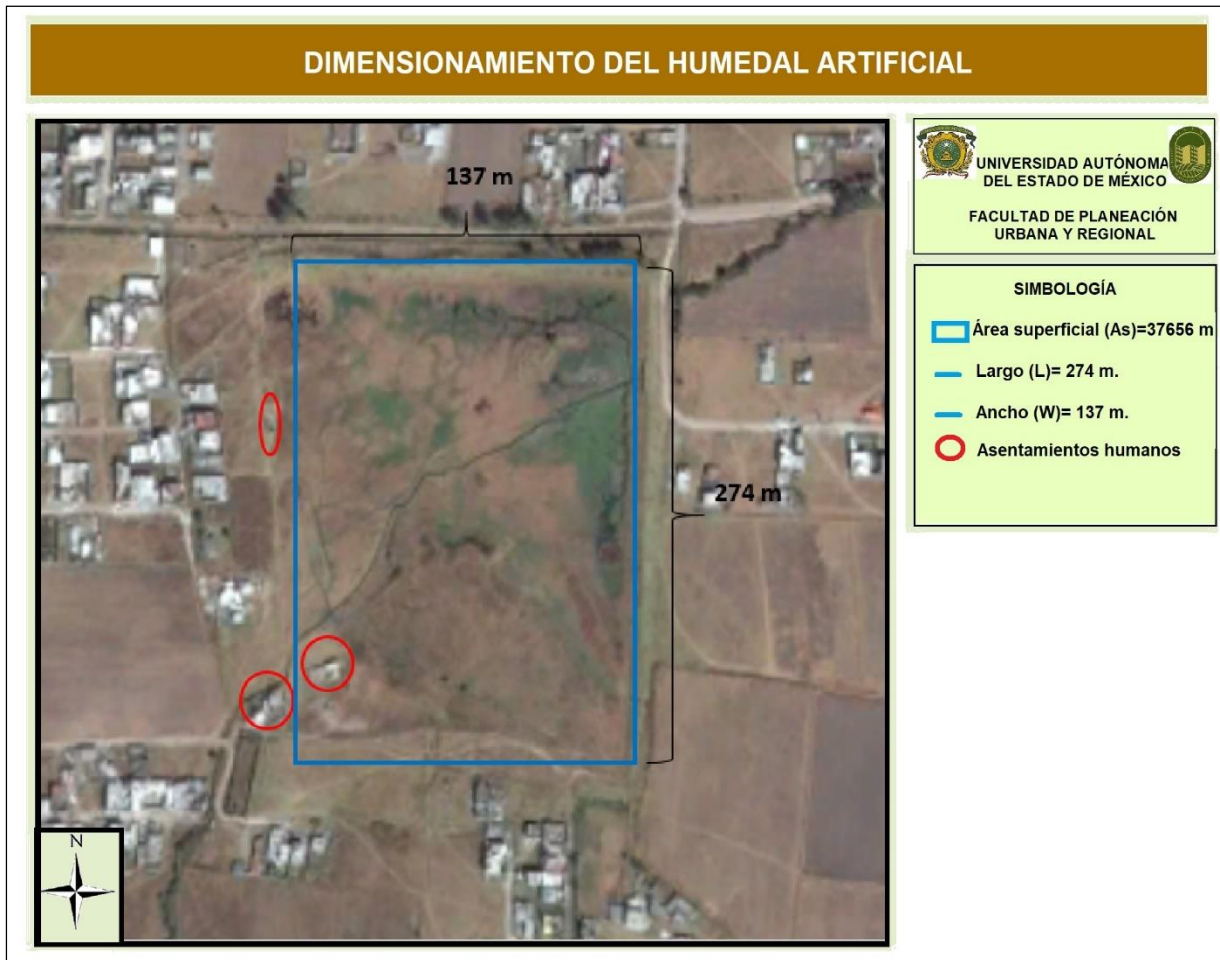 DIMENSIONAMIENTO DEL HUMEDAL ARTIFICIAL
137 m
274 m
N
UNIVERSIDAD AUTÓNOMA
DEL ESTADO DE MÉXICO
FACULTAD DE PLANEACIÓN
URBANA Y REGIONAL
SIMBOLOGÍA
Área superficial (As)=37656 m
Largo (L)= 274 m.
Ancho (W)= 137 m.
Asentamientos humanos